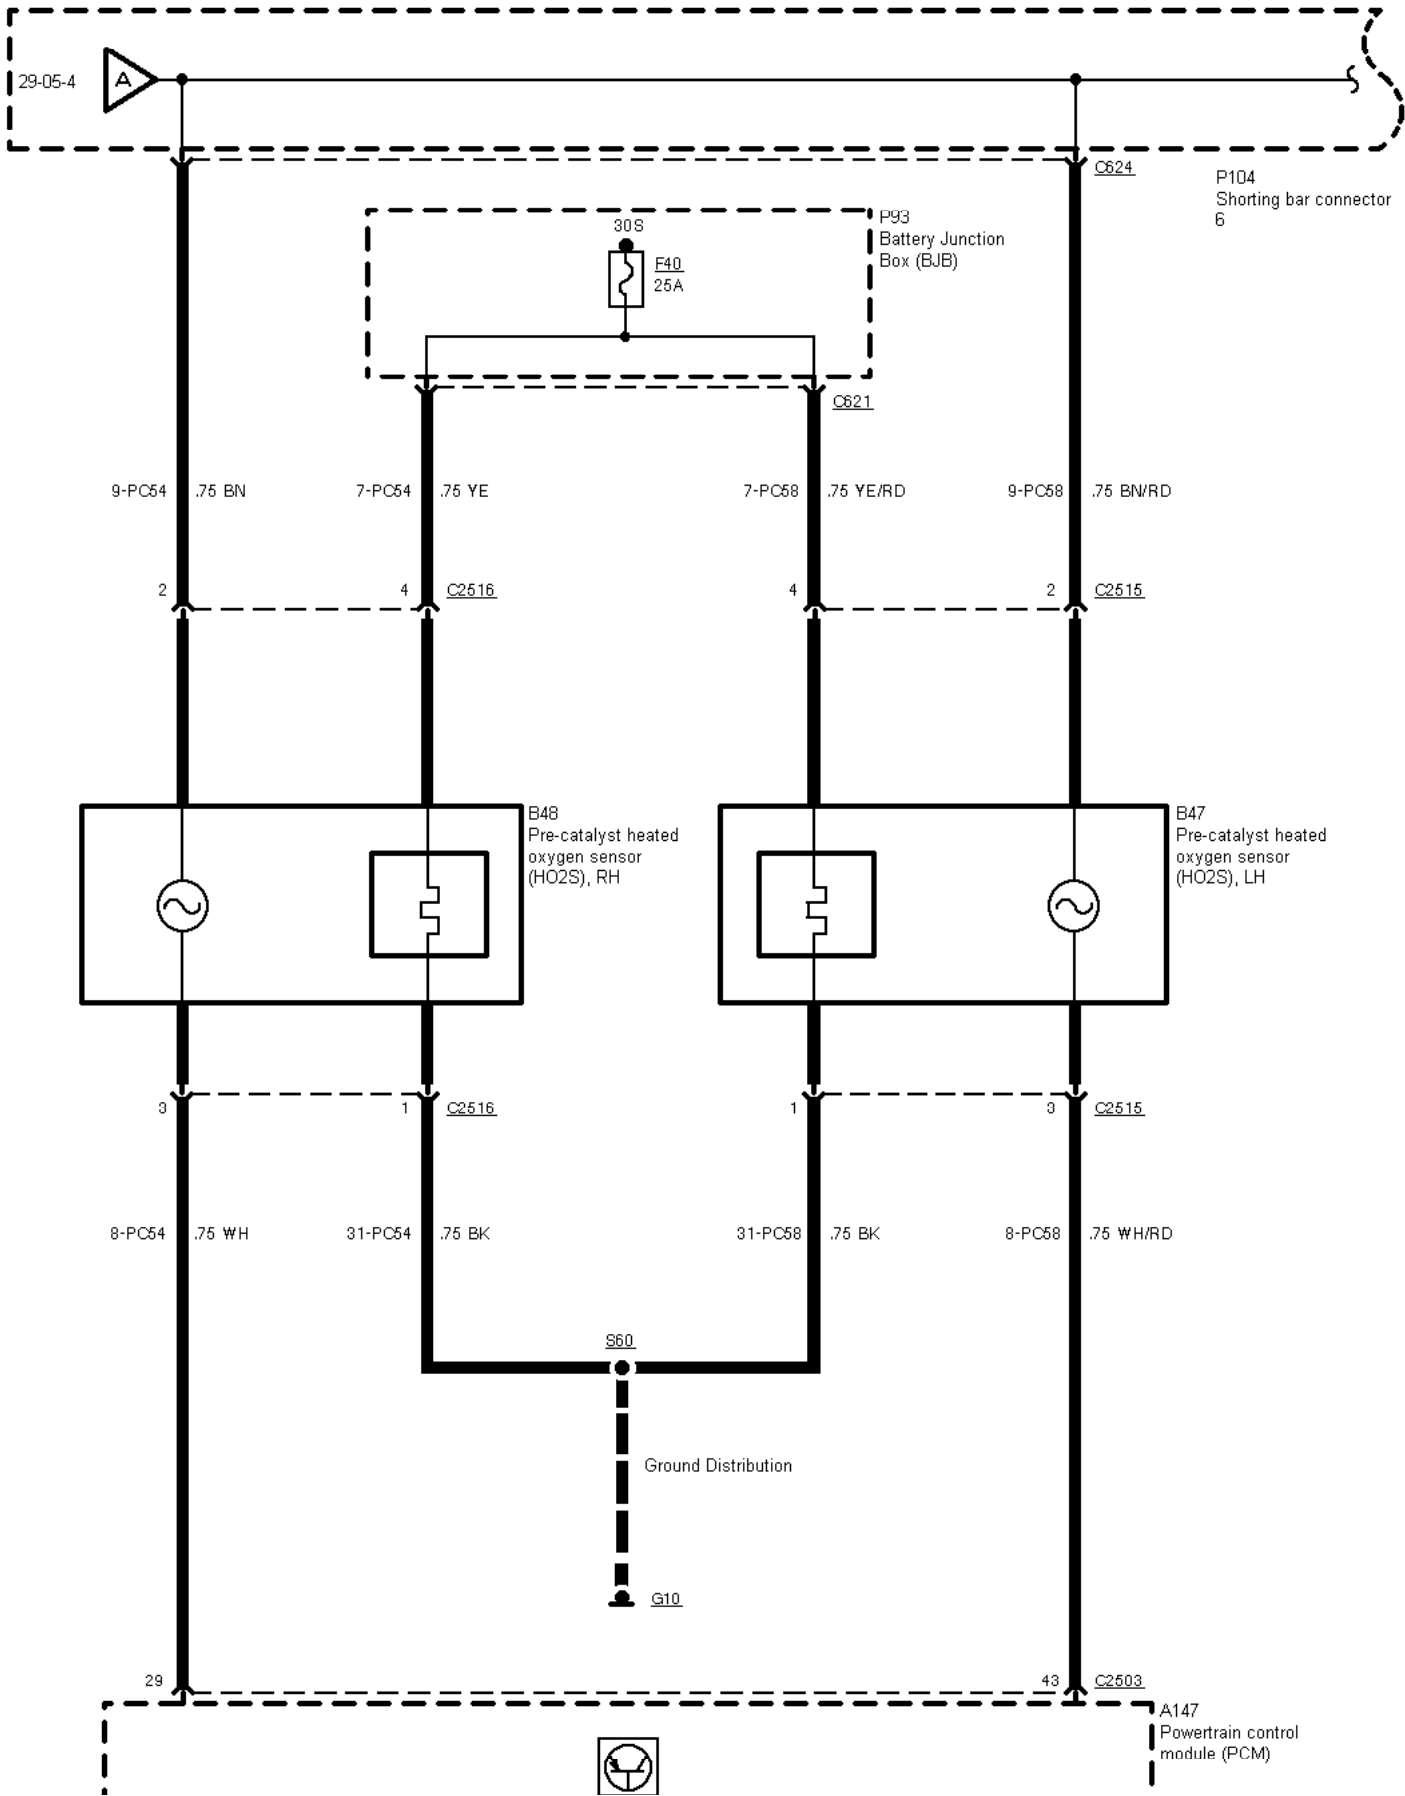 29-05-4
A
C624
P104
Shorting bar connector
6
30S
F40
25A
P93
Battery Junction
Box (BJB)
C621
9-PC54 .75 BN
7-PC54 .75 YE
7-PC58 .75 YE/RD
9-PC58 .75 BN/RD
2
4 C2516
4
2 C2515
B48
Pre-catalyst heated
oxygen sensor
(HO2S), RH
B47
Pre-catalyst heated
oxygen sensor
(HO2S), LH
3
1 C2516
1
3 C2515
8-PC54 .75 WH
31-PC54 .75 BK
31-PC58 .75 BK
8-PC58 .75 WH/RD
S60
Ground Distribution
G10
29
43 C2503
A147
Powertrain control
module (PCM)